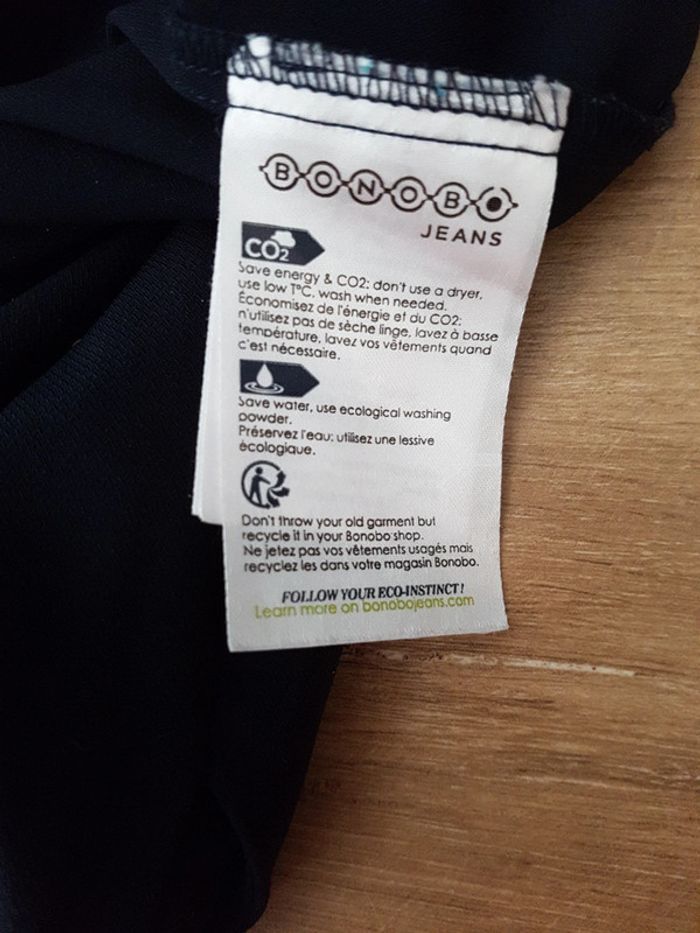 BONOBO
JEANS
CO2
Save energy & CO2: don't use a dryer,
use low T°C, wash when needed.
Économisez de l'énergie et du CO2:
n'utilisez pas de sèche linge, lavez à basse
température, lavez vos vêtements quand
c'est nécessaire.
Save water, use ecological washing
powder.
Préservez l'eau: utilisez une lessive
écologique.
Don't throw your old garment but
recycle it in your Bonobo shop.
Ne jetez pas vos vêtements usagés mais
recyclez les dans votre magasin Bonobo.
FOLLOW YOUR ECO-INSTINCT!
Learn more on bonobojeans.com